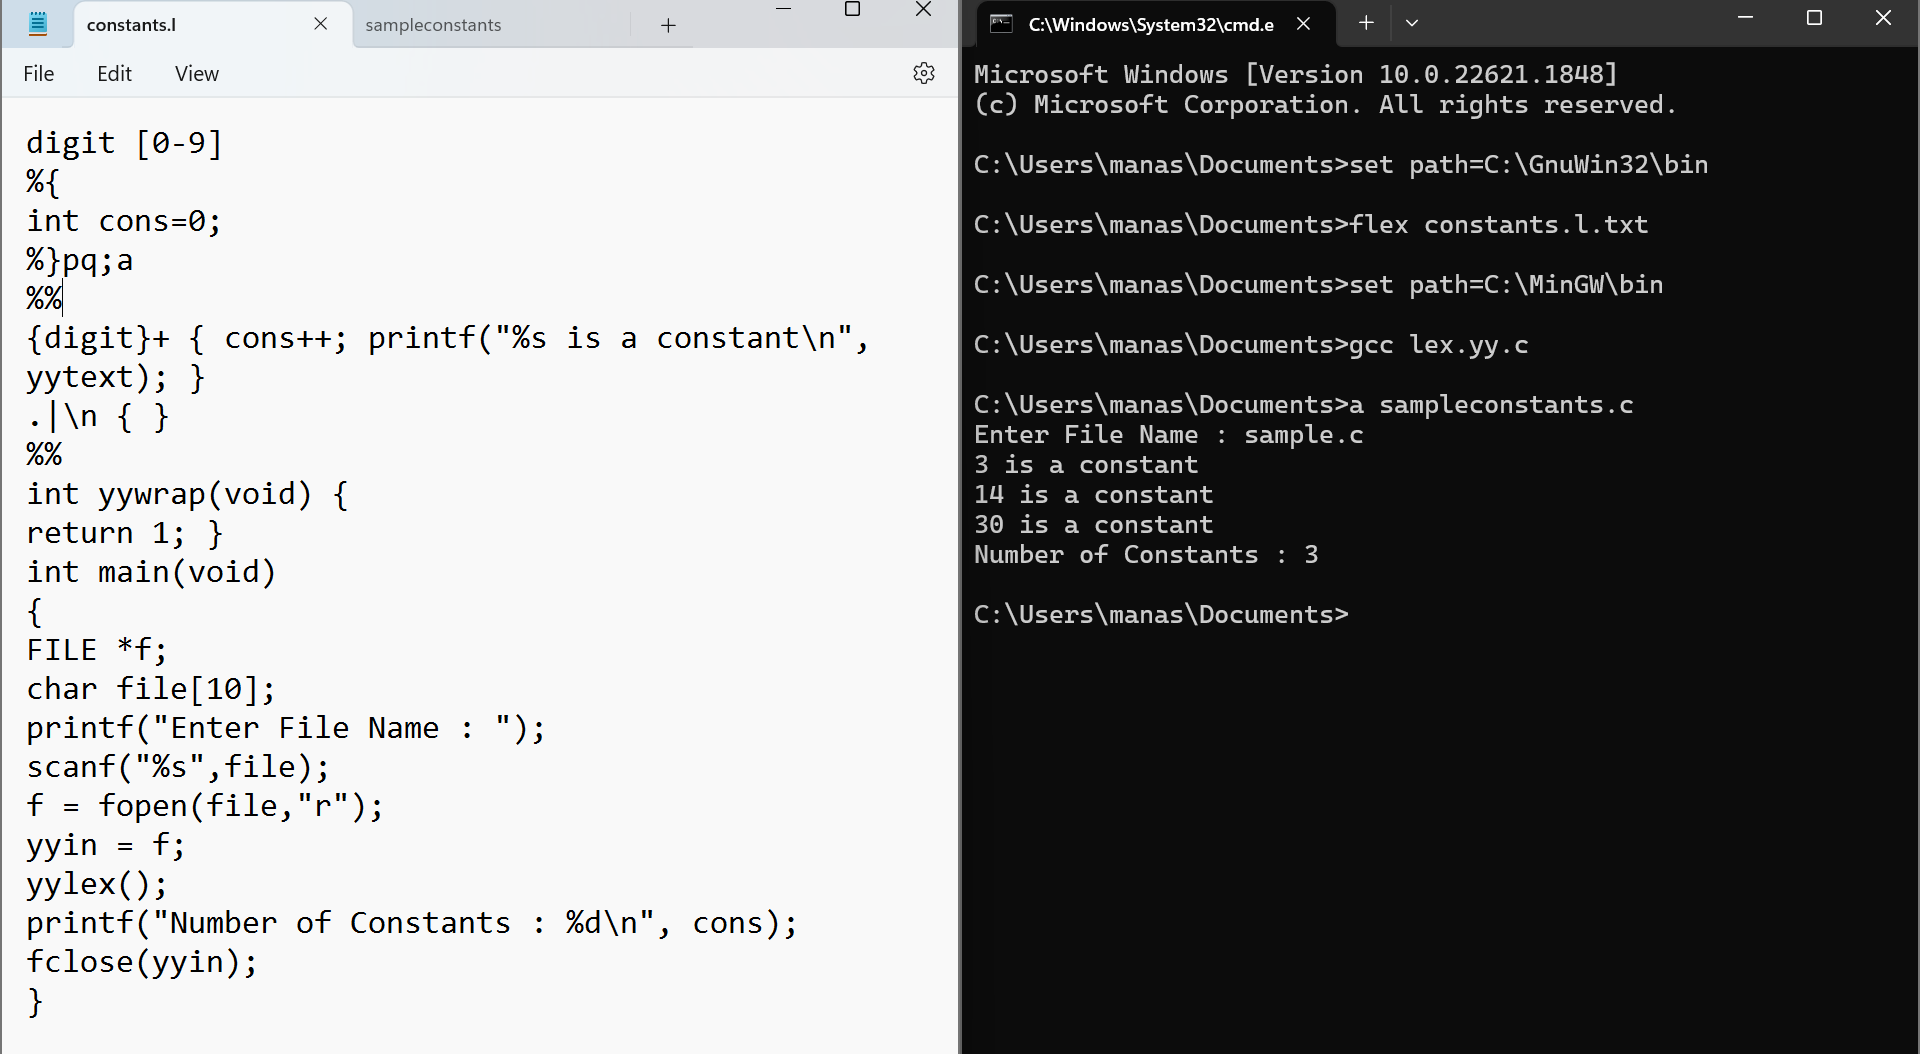 constants.l
sampleconstants
File Edit View
digit [0-9]
%{
int cons=0;
%}pq;a
%%
{digit}+ { cons++; printf("%s is a constant\n",
yytext); }
.|\n { }
%%
int yywrap(void) {
return 1; }
int main(void)
{
FILE *f;
char file[10];
printf("Enter File Name : ");
scanf("%s",file);
f = fopen(file,"r");
yyin = f;
yylex();
printf("Number of Constants : %d\n", cons);
fclose(yyin);
}
C:\Windows\System32\cmd.e
Microsoft Windows [Version 10.0.22621.1848]
(c) Microsoft Corporation. All rights reserved.
C:\Users\manas\Documents>set path=C:\GnuWin32\bin
C:\Users\manas\Documents>flex constants.l.txt
C:\Users\manas\Documents>set path=C:\MinGW\bin
C:\Users\manas\Documents>gcc lex.yy.c
C:\Users\manas\Documents>a sampleconstants.c
Enter File Name : sample.c
3 is a constant
14 is a constant
30 is a constant
Number of Constants : 3
C:\Users\manas\Documents>